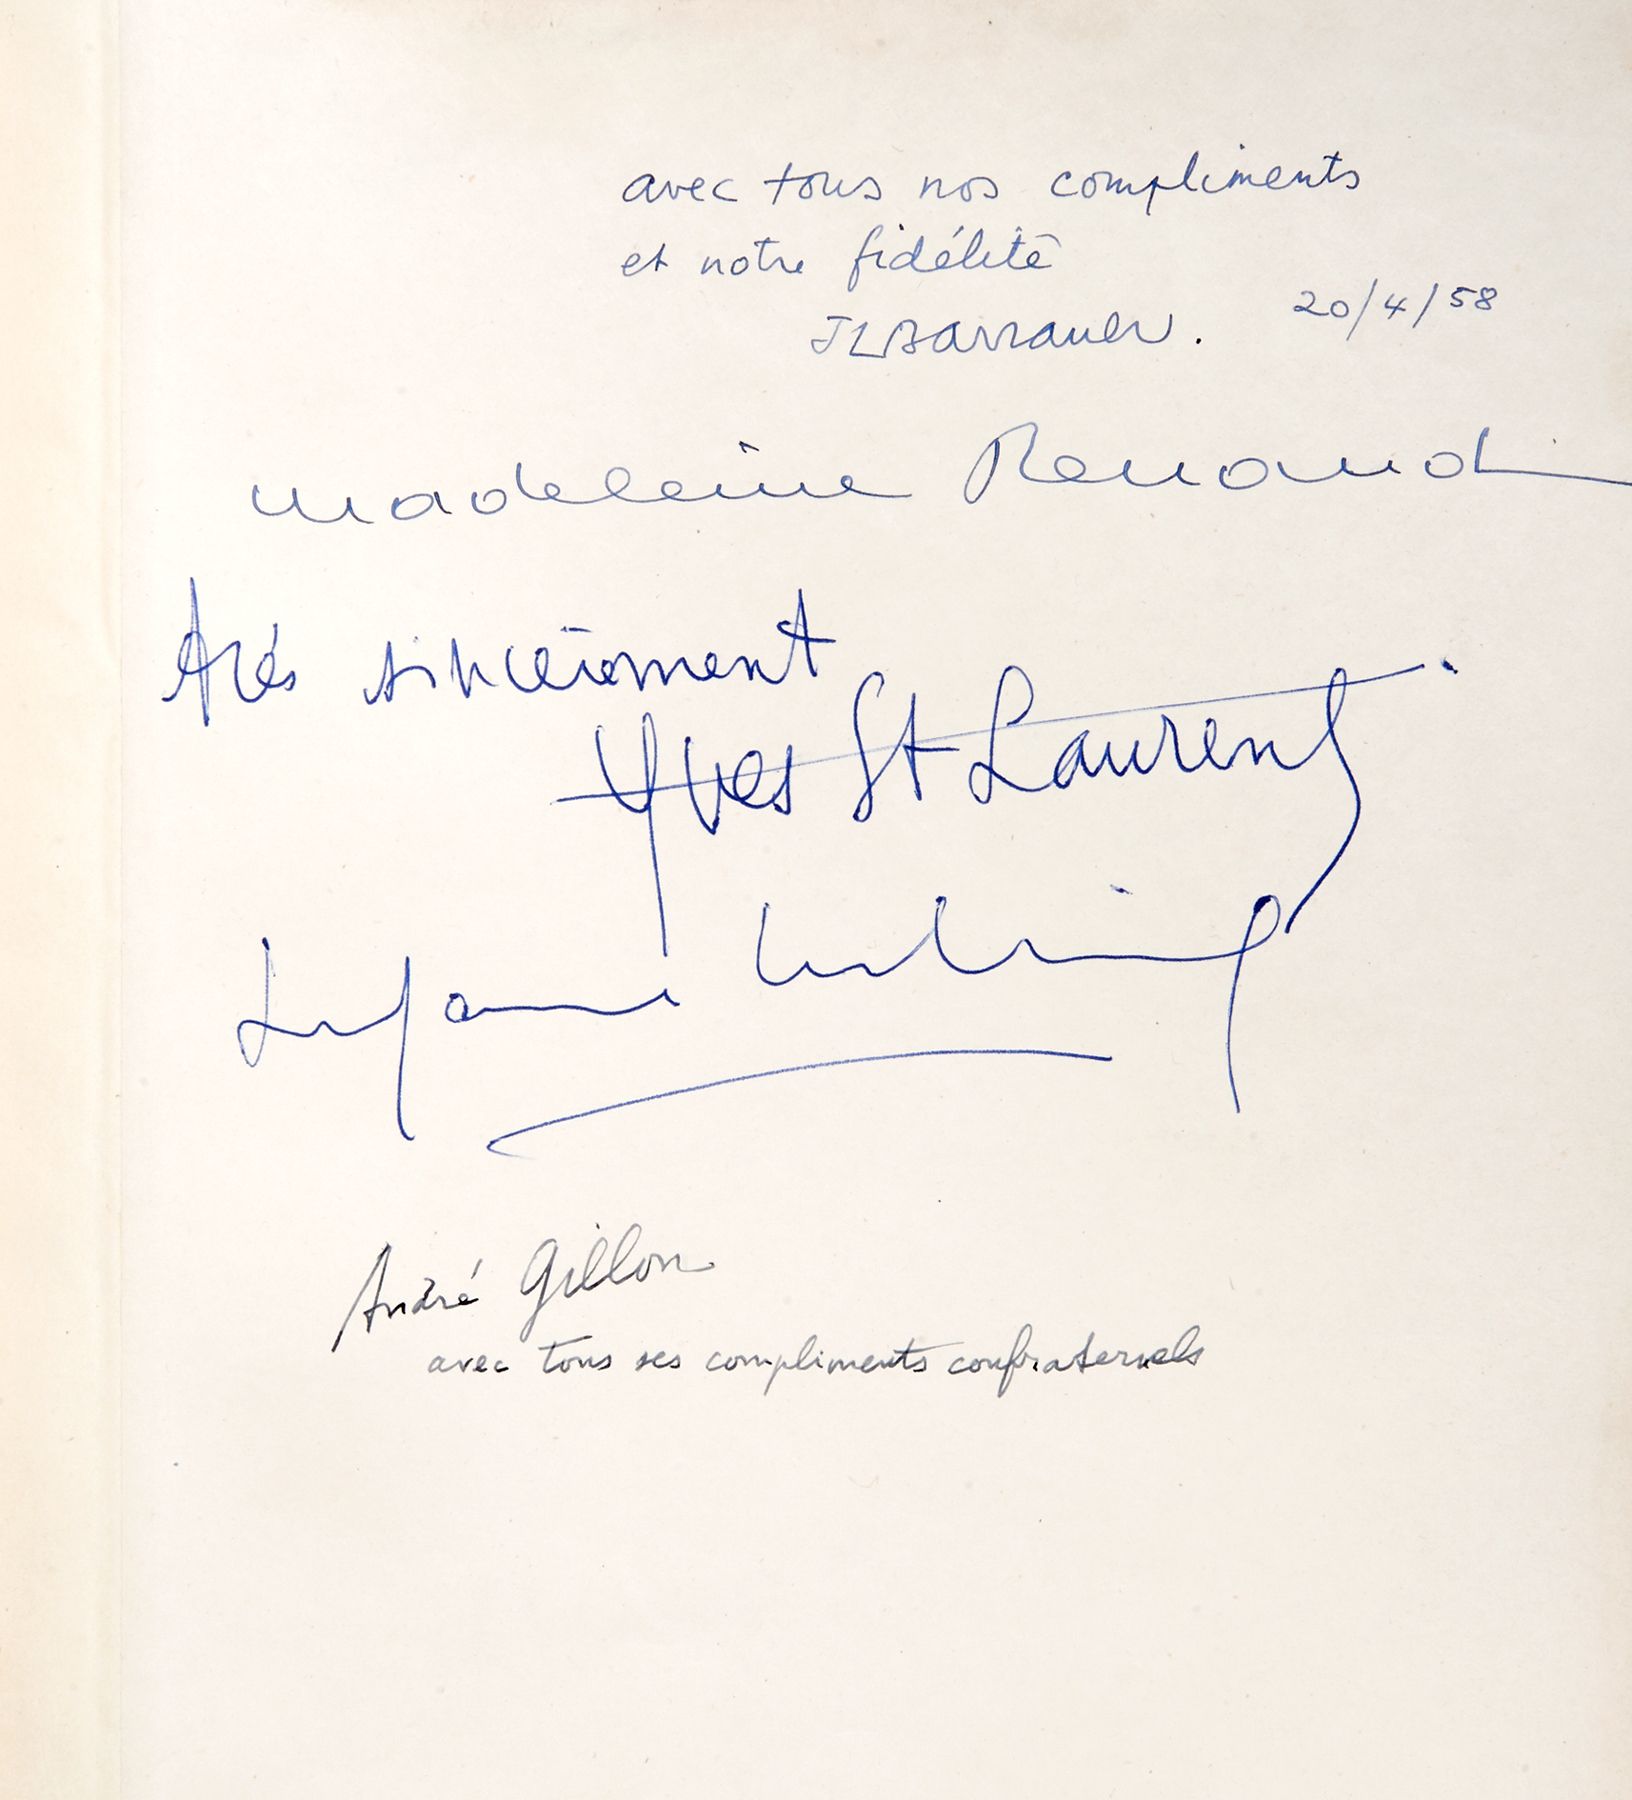 avec tous nos compliments
et notre fidélité
JLBarrault. 20/4/58
Madeleine Renaud
très sincèrement
Yves St Laurent
André Gillon
avec tous ses compliments confraternels